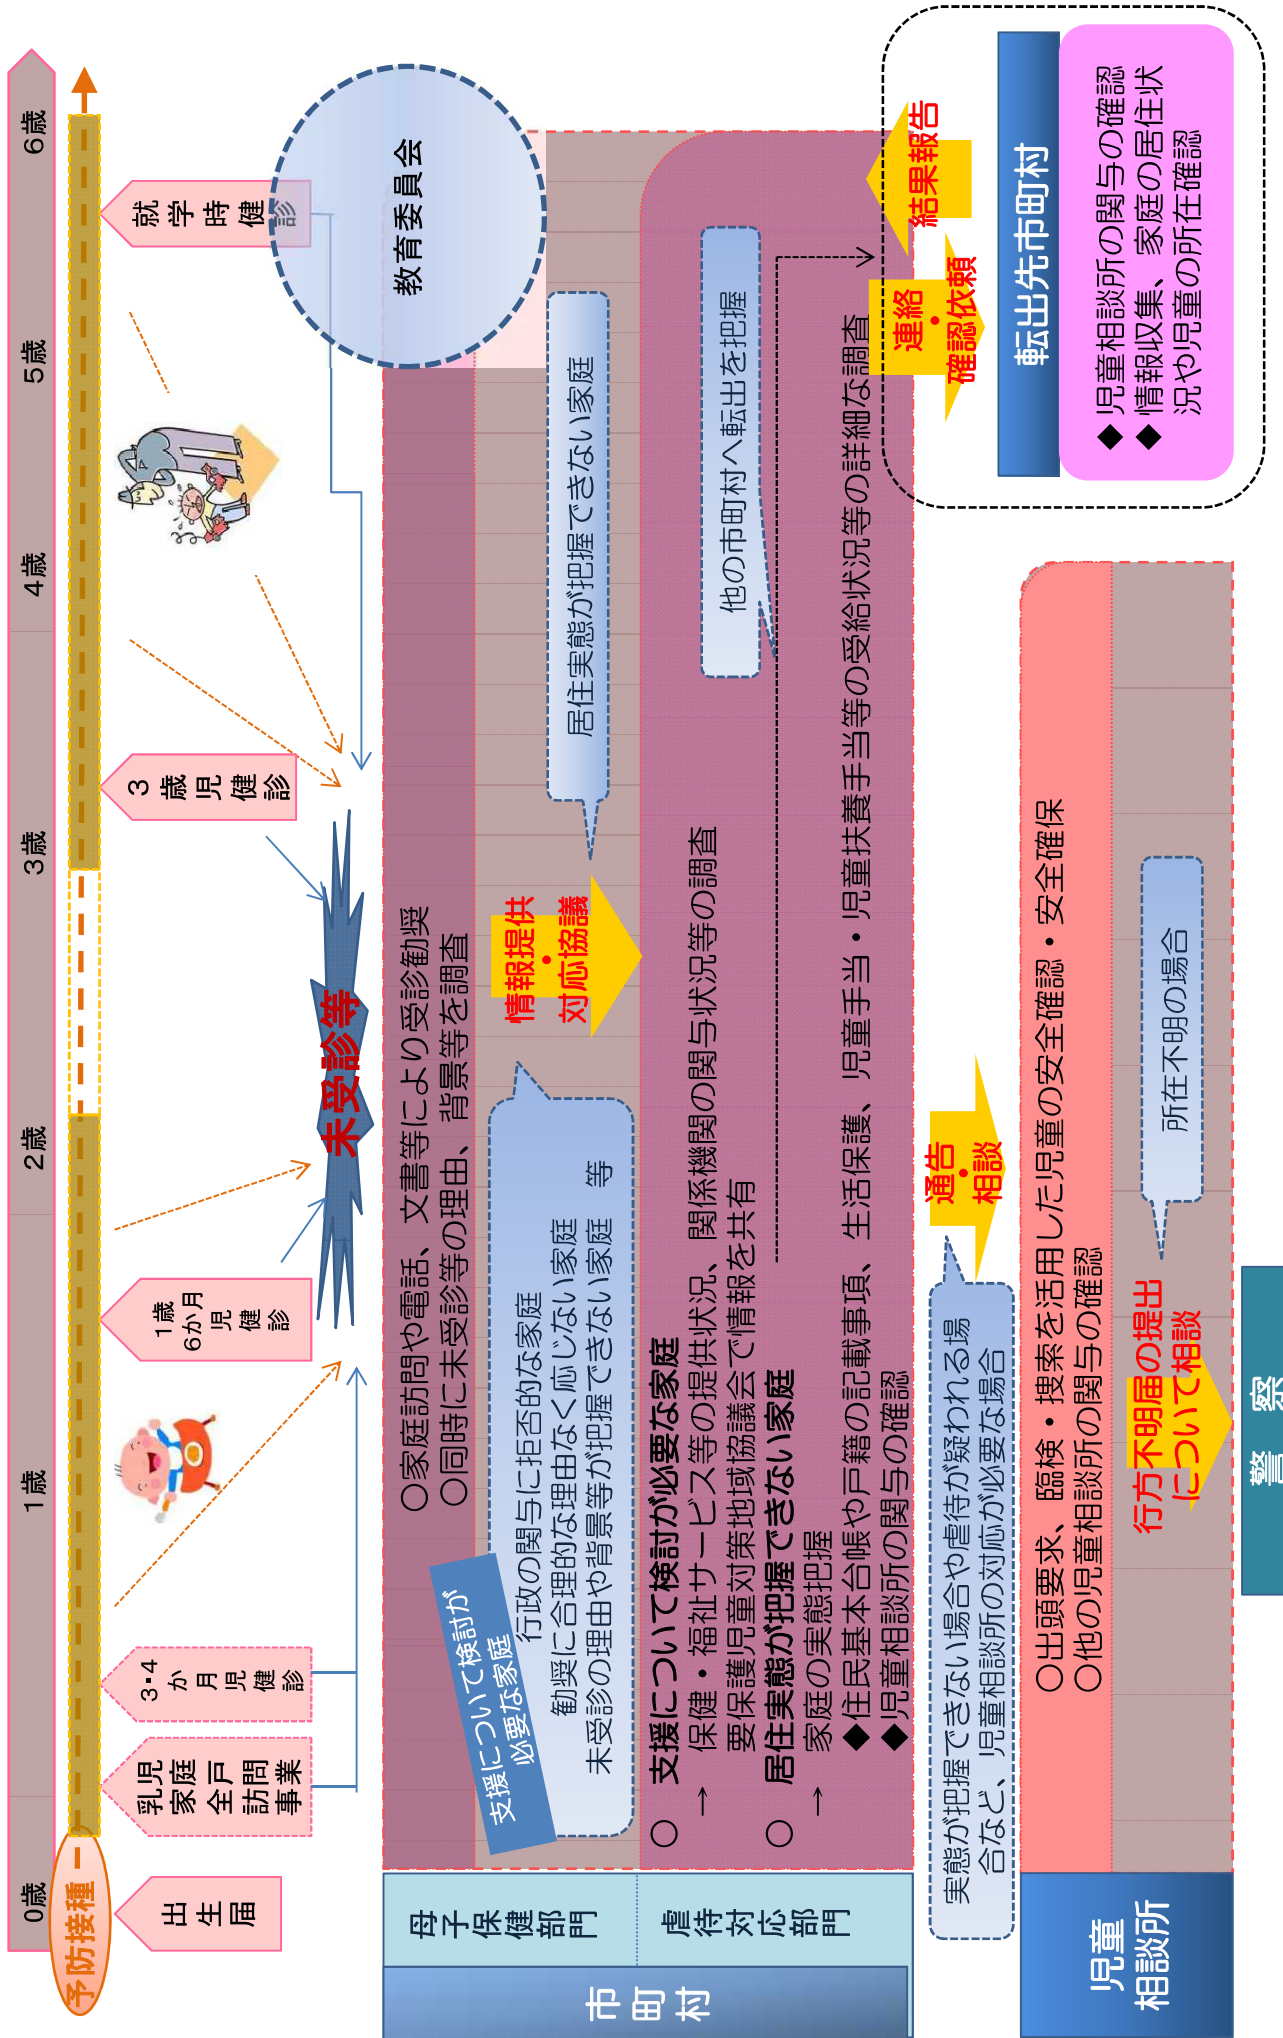 0歳
1歳
2歳
3歳
4歳
5歳
6歳
予防接種
出
生
届
乳児
家庭
全戸
訪問
事業
3・4
か
月
児
健
診
1歳
6か月
児
健
診
3
歳
児
健
診
就
学
時
健
診
未受診等
教育委員会
市
町
村
母
子
保
健
部
門
○家庭訪問や電話、文書等により受診勧奨
○同時に未受診等の理由、背景等を調査
支援について検討が
必要な家庭
行政の関与に拒否的な家庭
勧奨に合理的な理由なく応じない家庭
未受診の理由や背景等が把握できない家庭　等
情報提供
・
対応協議
居住実態が把握できない家庭
虐
待
対
応
部
門
○　支援について検討が必要な家庭
→　保健・福祉サービス等の提供状況、関係機関の関与状況等の調査
要保護児童対策地域協議会で情報を共有
○　居住実態が把握できない家庭
→　家庭の実態把握
◆住民基本台帳や戸籍の記載事項、生活保護、児童手当・児童扶養手当等の受給状況等の詳細な調査
◆児童相談所の関与の確認
他の市町村へ転出を把握
連絡
・
確認依頼
結果報告
転出先市町村
◆児童相談所の関与の確認
◆情報収集、家庭の居住状
況や児童の所在確認
実態が把握できない場合や虐待が疑われる場
合など、児童相談所の対応が必要な場合
通告
・
相談
児童
相談所
○出頭要求、臨検・捜索を活用した児童の安全確認・安全確保
○他の児童相談所の関与の確認
行方不明届の提出
について相談
所在不明の場合
警　察